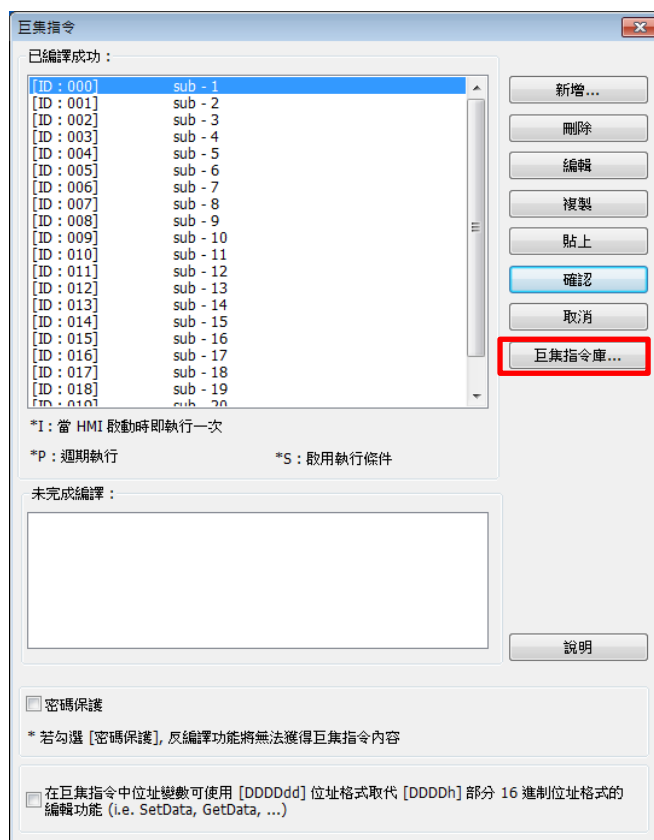 巨集指令
已編譯成功：
[ID : 000] sub - 1
[ID : 001] sub - 2
[ID : 002] sub - 3
[ID : 003] sub - 4
[ID : 004] sub - 5
[ID : 005] sub - 6
[ID : 006] sub - 7
[ID : 007] sub - 8
[ID : 008] sub - 9
[ID : 009] sub - 10
[ID : 010] sub - 11
[ID : 011] sub - 12
[ID : 012] sub - 13
[ID : 013] sub - 14
[ID : 014] sub - 15
[ID : 015] sub - 16
[ID : 016] sub - 17
[ID : 017] sub - 18
[ID : 018] sub - 19
[ID : 019] sub - 20
新增...
刪除
編輯
複製
貼上
確認
取消
巨集指令庫...
*I：當 HMI 啟動時即執行一次
*P：週期執行 *S：啟用執行條件
未完成編譯：
說明
密碼保護
* 若勾選 [密碼保護], 反編譯功能將無法獲得巨集指令內容
在巨集指令中位址變數可使用 [DDDDdd] 位址格式取代 [DDDDh] 部分 16 進制位址格式的
編輯功能 (i.e. SetData, GetData, ...)